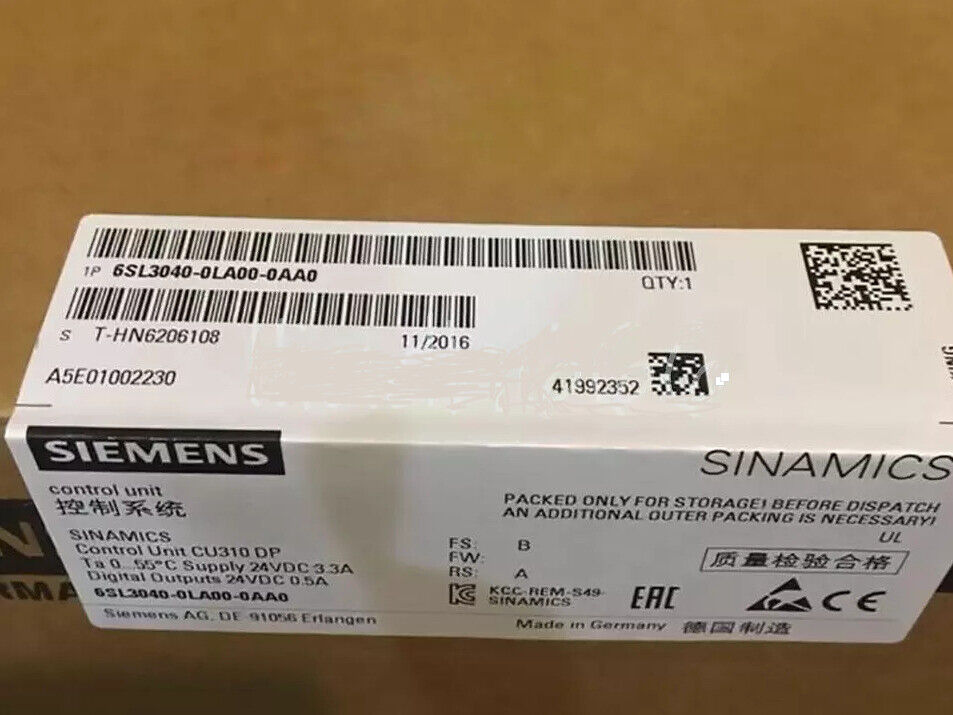 1P 6SL3040-0LA00-0AA0
QTY:1
S T-HN6206108 11/2016
A5E01002230 41992352
SIEMENS
SINAMICS
control unit
控制系统
PACKED ONLY FOR STORAGE! BEFORE DISPATCH
AN ADDITIONAL OUTER PACKING IS NECESSARY!
UL
SINAMICS
Control Unit CU310 DP
Ta 0...55°C Supply 24VDC 3.3A
Digital Outputs 24VDC 0.5A
6SL3040-0LA00-0AA0
FS: B
FW:
RS: A
质量检验合格
KCC-REM-S49-
SINAMICS
EAC
CE
Siemens AG, DE-91056 Erlangen
Made in Germany 德国制造